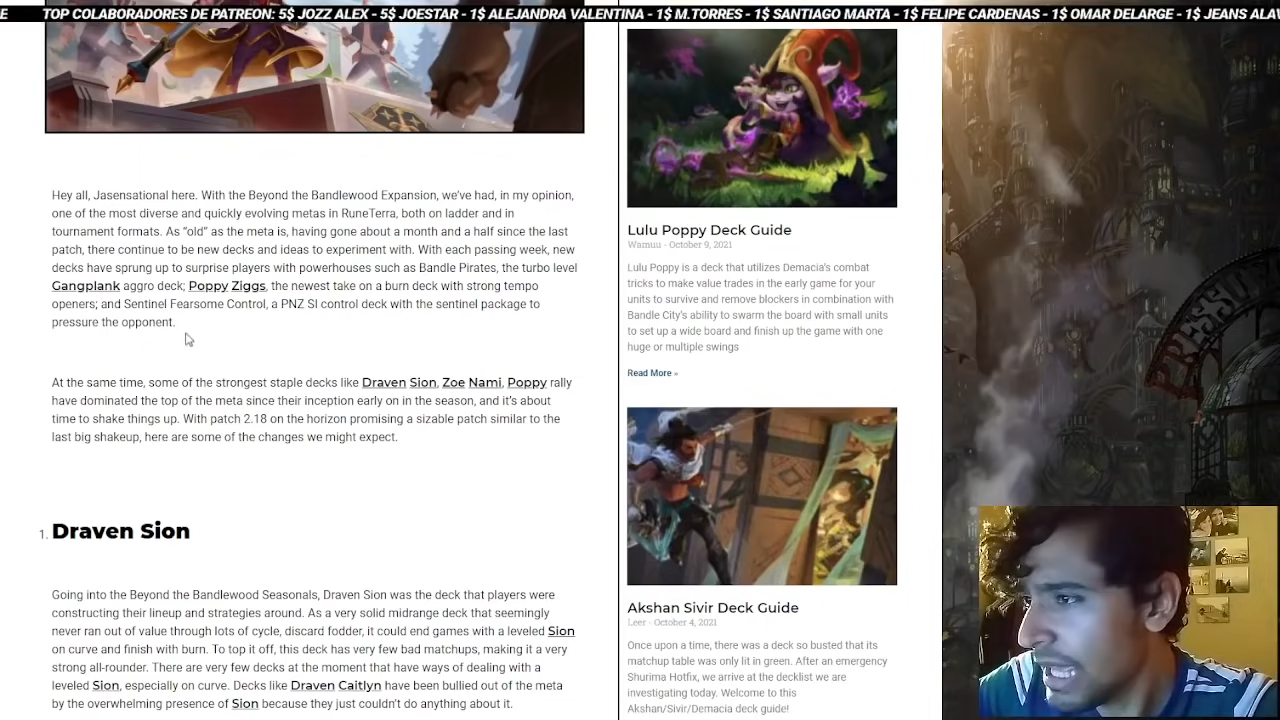 E TOP COLABORADORES DE PATREON: 5$ JOZZ ALEX - 5$ JOESTAR - 1$ ALEJANDRA VALENTINA - 1$ M.TORRES - 1$ SANTIAGO MARTA - 1$ FELIPE CARDENAS - 1$ OMAR DELARGE - 1$ JEANS ALAV
Hey all, Jasensational here. With the Beyond the Bandlewood Expansion, we've had, in my opinion,
one of the most diverse and quickly evolving metas in RuneTerra, both on ladder and in
tournament formats. As “old” as the meta is, having gone about a month and a half since the last
patch, there continue to be new decks and ideas to experiment with. With each passing week, new
decks have sprung up to surprise players with powerhouses such as Bandle Pirates, the turbo level
Gangplank aggro deck; Poppy Ziggs, the newest take on a burn deck with strong tempo
openers; and Sentinel Fearsome Control, a PNZ SI control deck with the sentinel package to
pressure the opponent.
At the same time, some of the strongest staple decks like Draven Sion, Zoe Nami, Poppy rally
have dominated the top of the meta since their inception early on in the season, and it's about
time to shake things up. With patch 2.18 on the horizon promising a sizable patch similar to the
last big shakeup, here are some of the changes we might expect.
1. Draven Sion
Going into the Beyond the Bandlewood Seasonals, Draven Sion was the deck that players were
constructing their lineup and strategies around. As a very solid midrange deck that seemingly
never ran out of value through lots of cycle, discard fodder, it could end games with a leveled Sion
on curve and finish with burn. To top it off, this deck has very few bad matchups, making it a very
strong all-rounder. There are very few decks at the moment that have ways of dealing with a
leveled Sion, especially on curve. Decks like Draven Caitlyn have been bullied out of the meta
by the overwhelming presence of Sion because they just couldn't do anything about it.
Lulu Poppy Deck Guide
Wamuu - October 9, 2021
Lulu Poppy is a deck that utilizes Demacia's combat
tricks to make value trades in the early game for your
units to survive and remove blockers in combination with
Bandle City's ability to swarm the board with small units
to set up a wide board and finish up the game with one
huge or multiple swings
Read More »
Akshan Sivir Deck Guide
Leer - October 4, 2021
Once upon a time, there was a deck so busted that its
matchup table was only lit in green. After an emergency
Shurima Hotfix, we arrive at the decklist we are
investigating today. Welcome to this
Akshan/Sivir/Demacia deck guide!